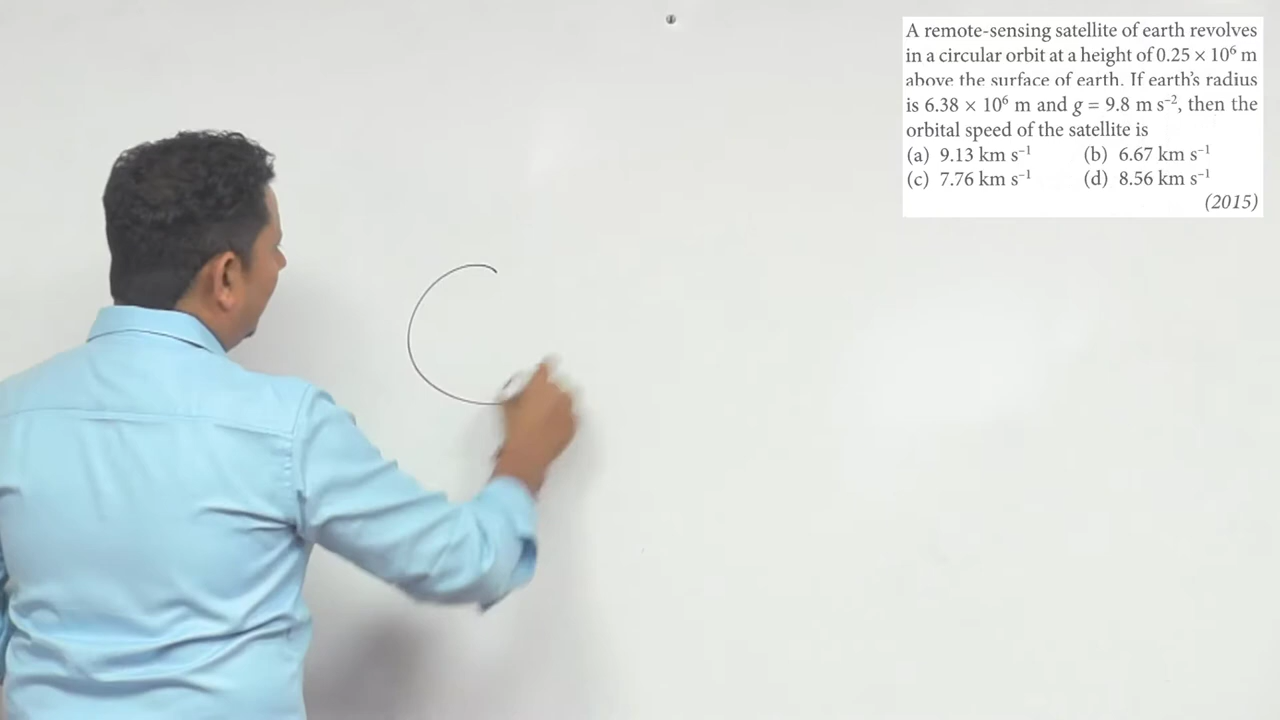 A remote-sensing satellite of earth revolves
in a circular orbit at a height of 0.25 × 10⁶ m
above the surface of earth. If earth's radius
is 6.38 × 10⁶ m and g = 9.8 m s⁻², then the
orbital speed of the satellite is
(a) 9.13 km s⁻¹ (b) 6.67 km s⁻¹
(c) 7.76 km s⁻¹ (d) 8.56 km s⁻¹
(2015)